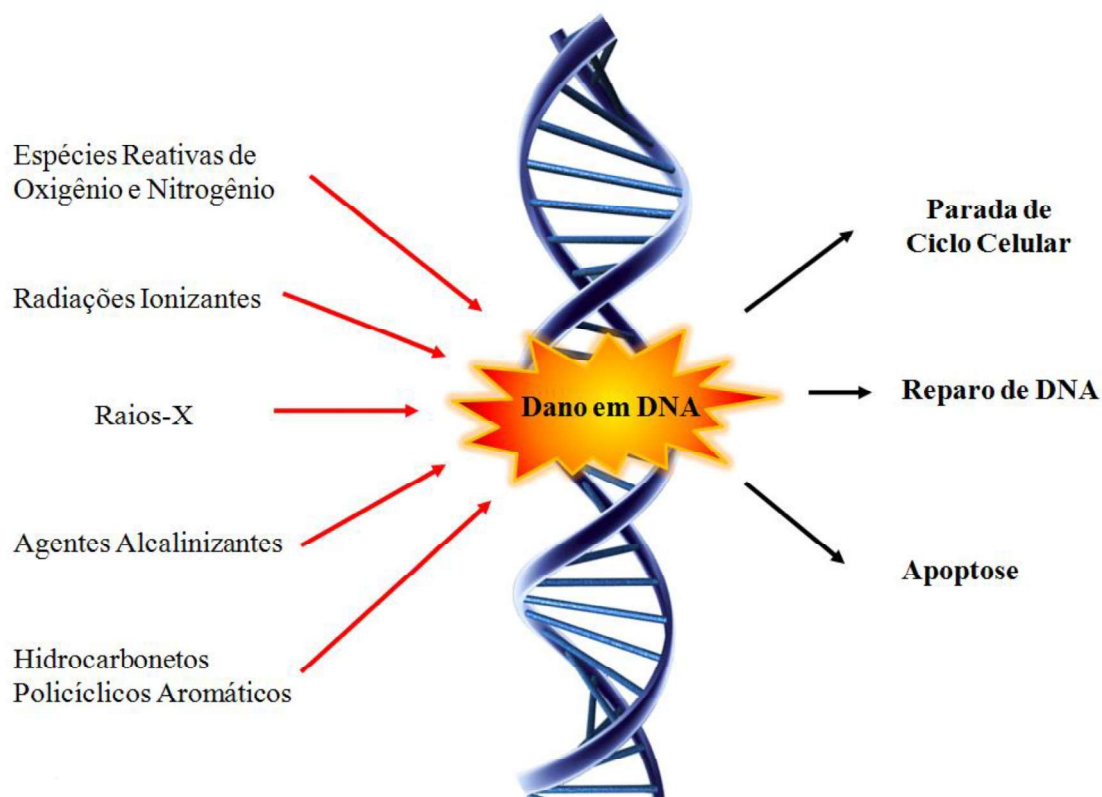 Espécies Reativas de
Oxigênio e Nitrogênio
Radiações Ionizantes
Raios-X
Agentes Alcalinizantes
Hidrocarbonetos
Policíclicos Aromáticos
Dano em DNA
Parada de
Ciclo Celular
Reparo de DNA
Apoptose